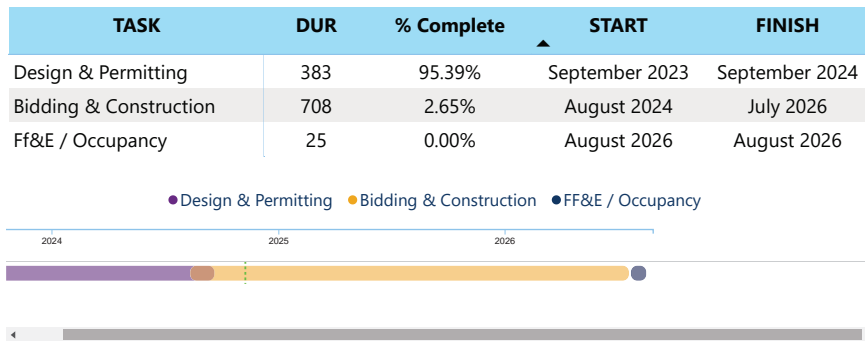 TASK DUR % Complete START FINISH
Design & Permitting 383 95.39% September 2023 September 2024
Bidding & Construction 708 2.65% August 2024 July 2026
Ff&E / Occupancy 25 0.00% August 2026 August 2026
Design & Permitting Bidding & Construction FF&E / Occupancy
2024 2025 2026